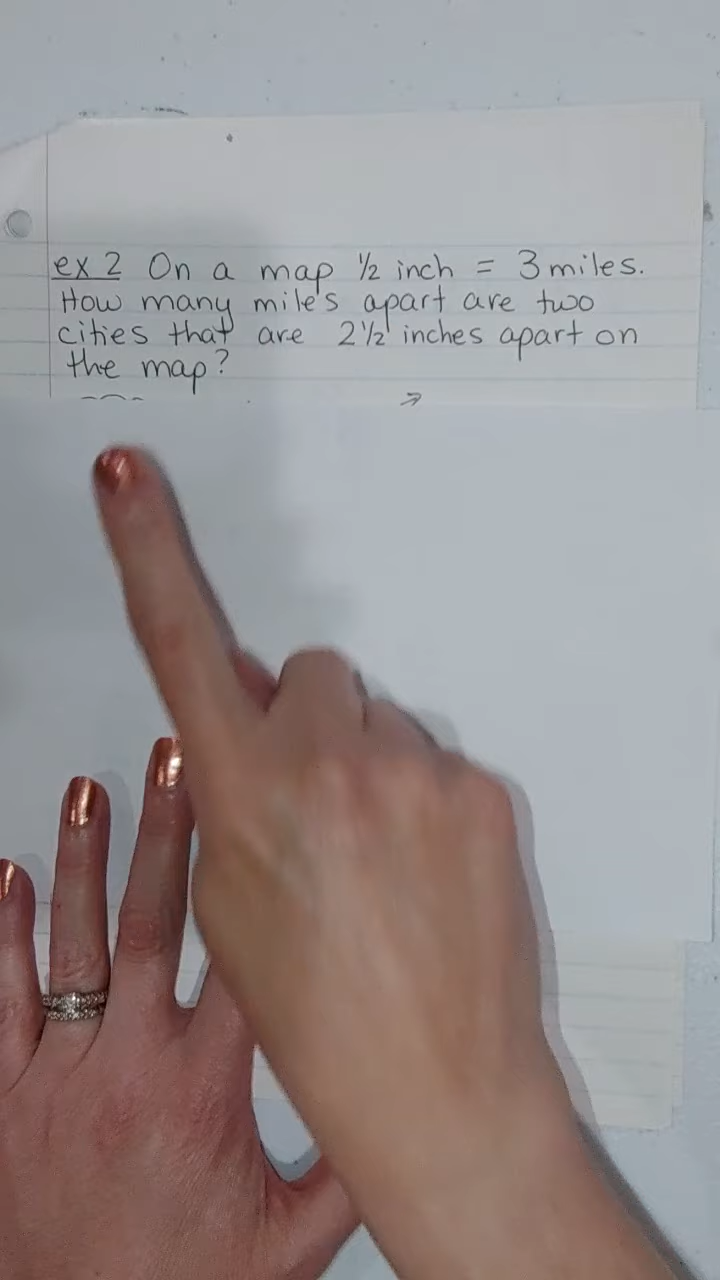 ex 2 On a map ½ inch = 3 miles.
How many miles apart are two
cities that are 2½ inches apart on
the map?